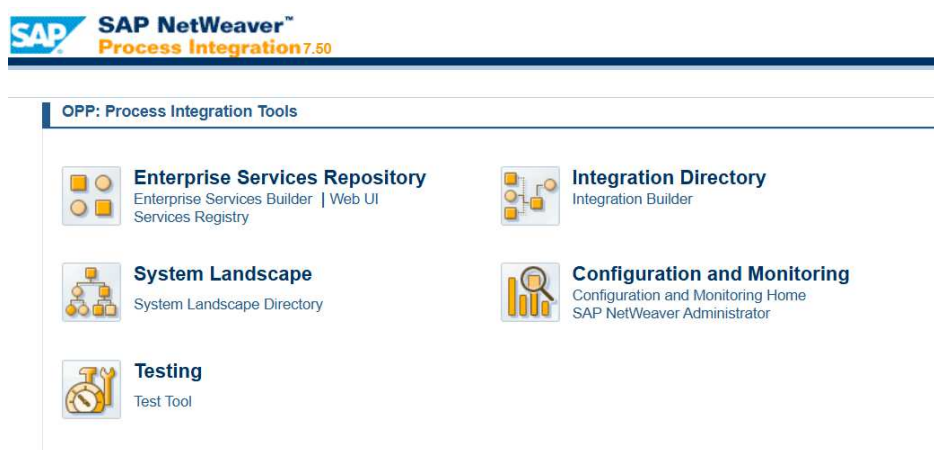 SAP
SAP NetWeaver™
Process Integration 7.50
OPP: Process Integration Tools
Enterprise Services Repository
Enterprise Services Builder | Web UI
Services Registry
Integration Directory
Integration Builder
System Landscape
System Landscape Directory
Configuration and Monitoring
Configuration and Monitoring Home
SAP NetWeaver Administrator
Testing
Test Tool